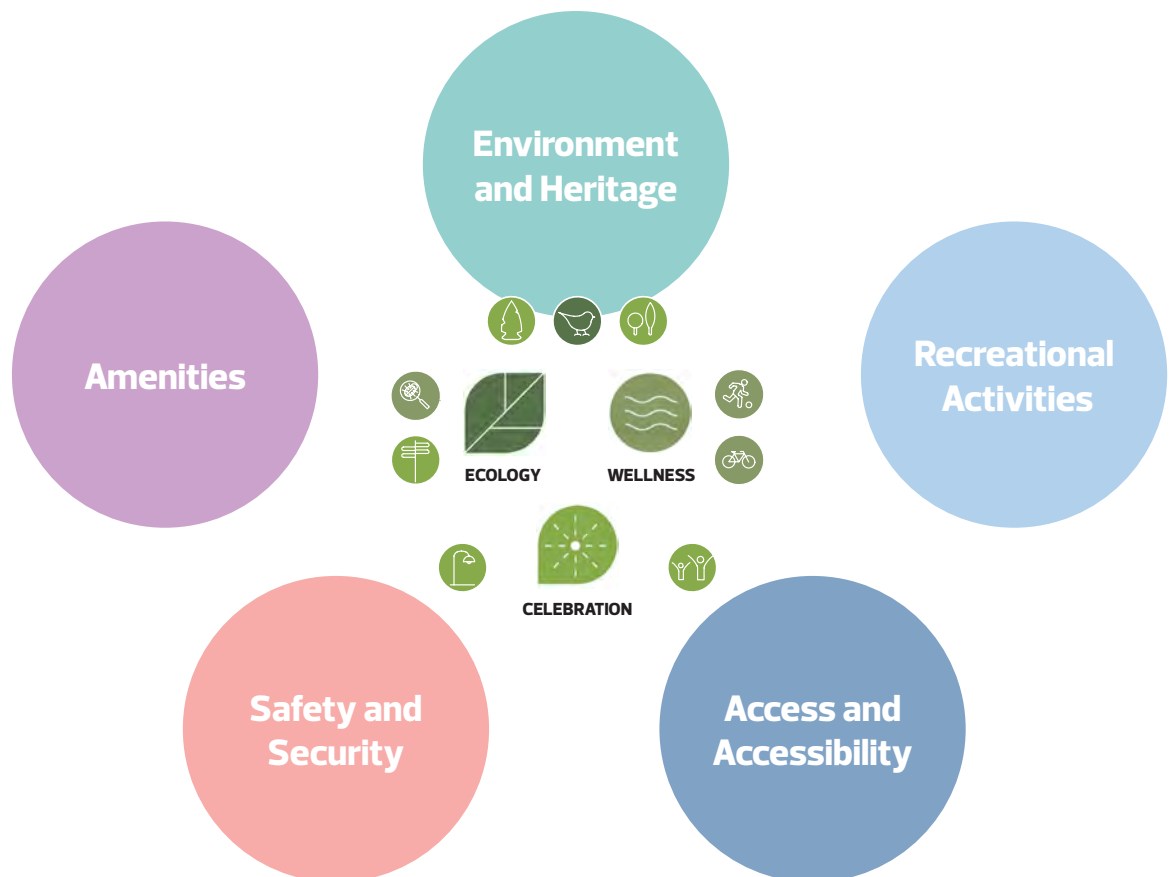 Environment
and Heritage
Amenities
Recreational
Activities
ECOLOGY
WELLNESS
CELEBRATION
Safety and
Security
Access and
Accessibility